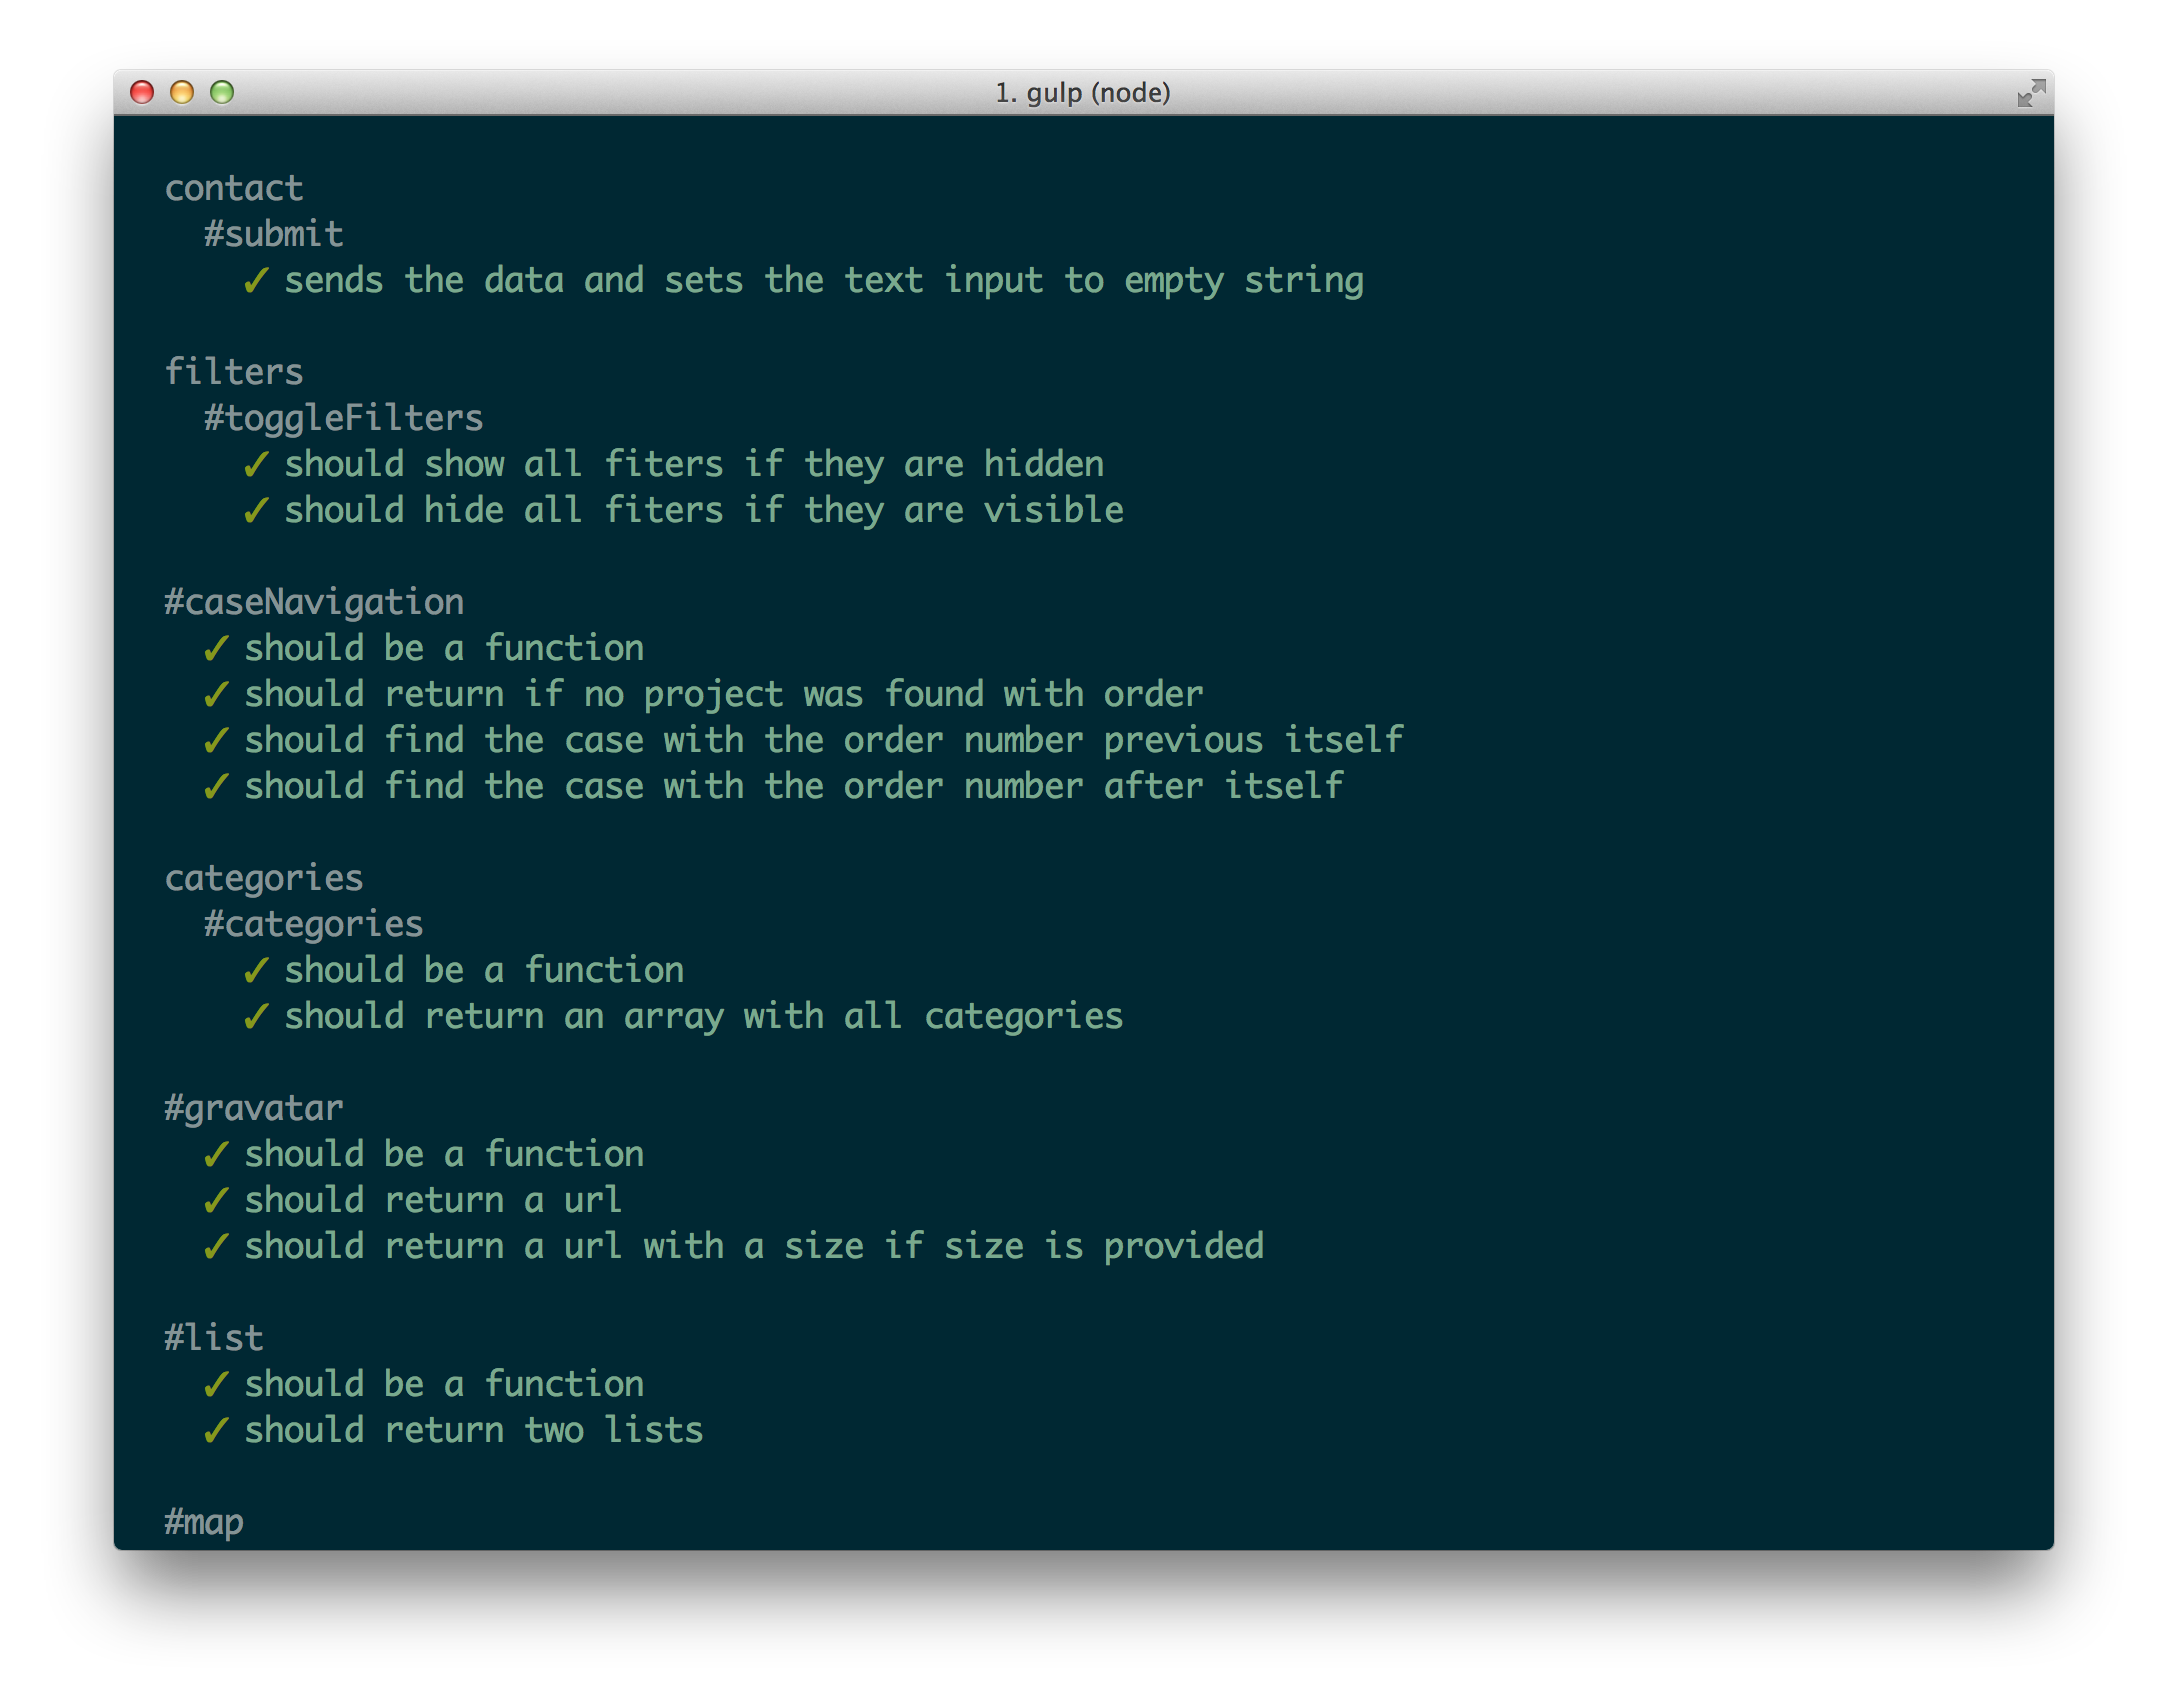 1. gulp (node)
contact
#submit
✓ sends the data and sets the text input to empty string
filters
#toggleFilters
✓ should show all fiters if they are hidden
✓ should hide all fiters if they are visible
#caseNavigation
✓ should be a function
✓ should return if no project was found with order
✓ should find the case with the order number previous itself
✓ should find the case with the order number after itself
categories
#categories
✓ should be a function
✓ should return an array with all categories
#gravatar
✓ should be a function
✓ should return a url
✓ should return a url with a size if size is provided
#list
✓ should be a function
✓ should return two lists
#map